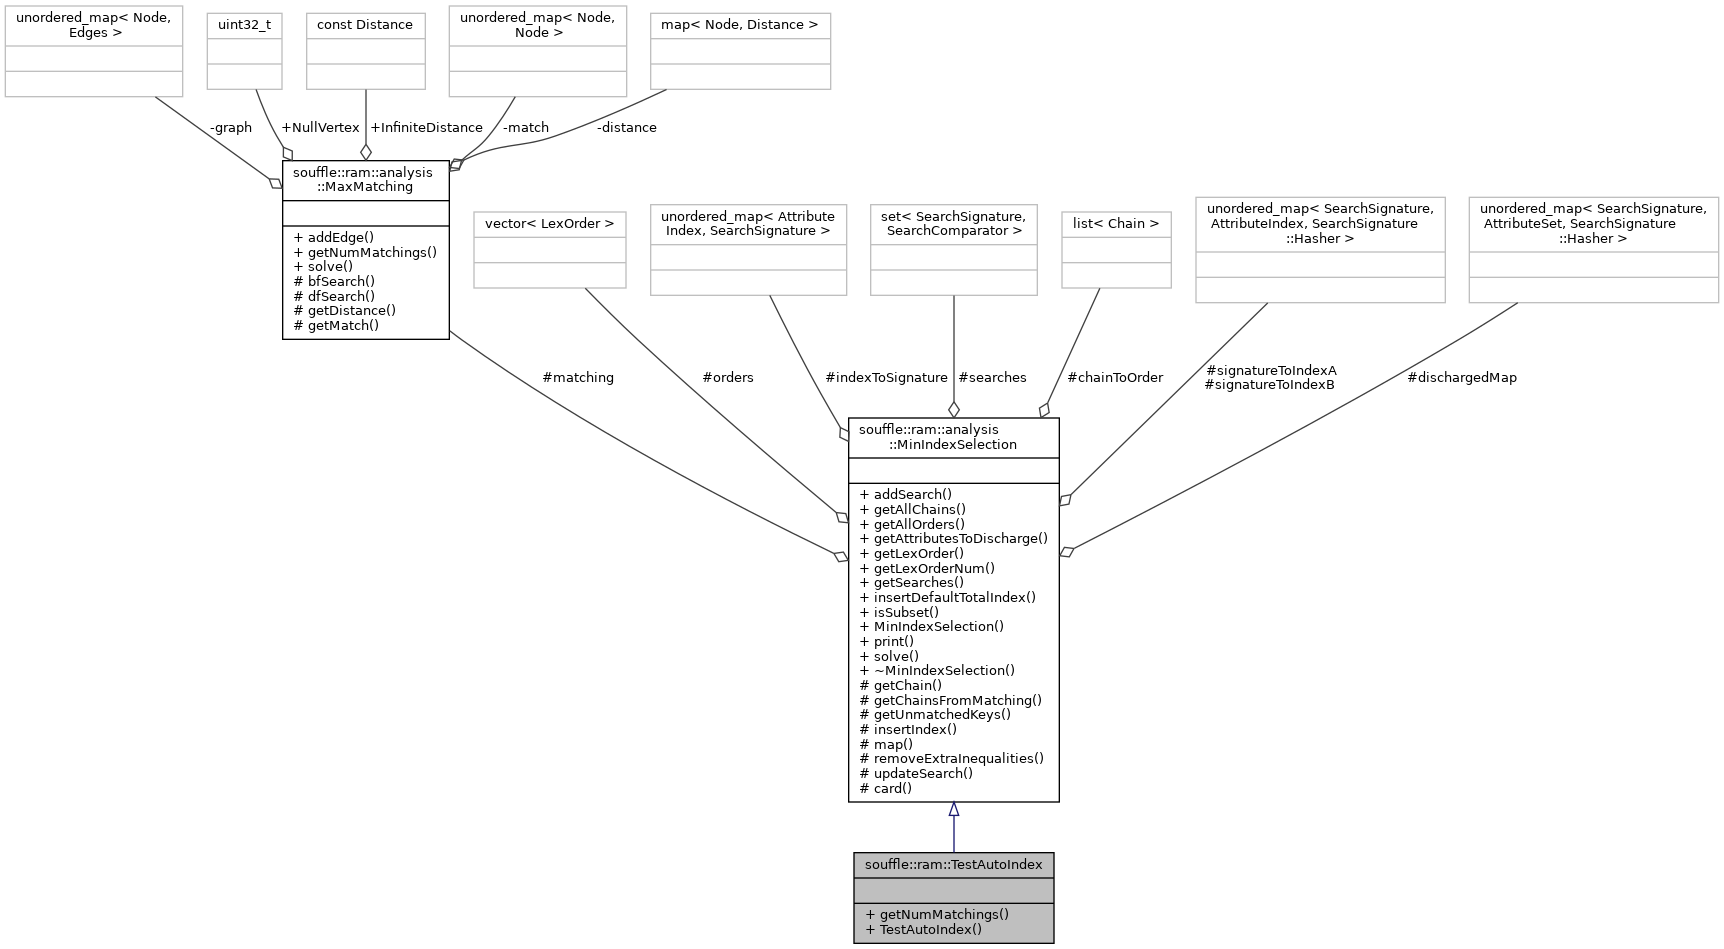 unordered_map< Node,
Edges >
uint32_t
const Distance
unordered_map< Node,
Node >
map< Node, Distance >
-graph
+NullVertex
+InfiniteDistance
-match
-distance
souffle::ram::analysis
::MaxMatching
+ addEdge()
+ getNumMatchings()
+ solve()
# bfSearch()
# dfSearch()
# getDistance()
# getMatch()
vector< LexOrder >
unordered_map< Attribute
Index, SearchSignature >
set< SearchSignature,
SearchComparator >
list< Chain >
unordered_map< SearchSignature,
AttributeIndex, SearchSignature
::Hasher >
unordered_map< SearchSignature,
AttributeSet, SearchSignature
::Hasher >
#matching
#orders
#indexToSignature
#searches
#chainToOrder
#signatureToIndexA
#signatureToIndexB
#dischargedMap
souffle::ram::analysis
::MinIndexSelection
+ addSearch()
+ getAllChains()
+ getAllOrders()
+ getAttributesToDischarge()
+ getLexOrder()
+ getLexOrderNum()
+ getSearches()
+ insertDefaultTotalIndex()
+ isSubset()
+ MinIndexSelection()
+ print()
+ solve()
+ ~MinIndexSelection()
# getChain()
# getChainsFromMatching()
# getUnmatchedKeys()
# insertIndex()
# map()
# removeExtraInequalities()
# updateSearch()
# card()
souffle::ram::TestAutoIndex
+ getNumMatchings()
+ TestAutoIndex()